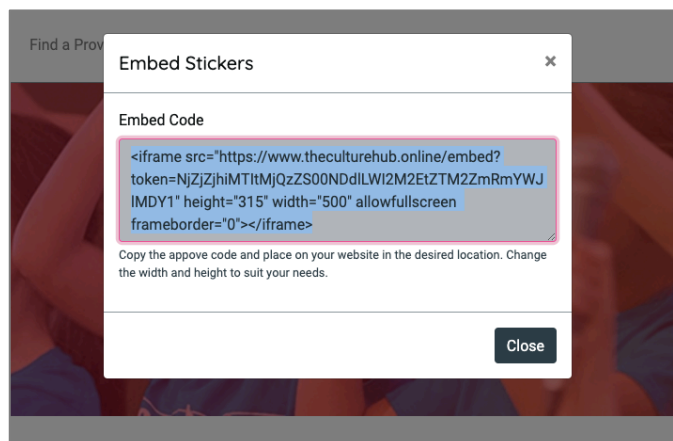 Find a Prov
Embed Stickers
×
Embed Code
<iframe src="https://www.theculturehub.online/embed?
token=NjZjZjhiMTItMjQzZS00NDdlLWI2M2EtZTM2ZmRmYWJ
lMDY1" height="315" width="500" allowfullscreen
frameborder="0"></iframe>
Copy the appove code and place on your website in the desired location. Change
the width and height to suit your needs.
Close